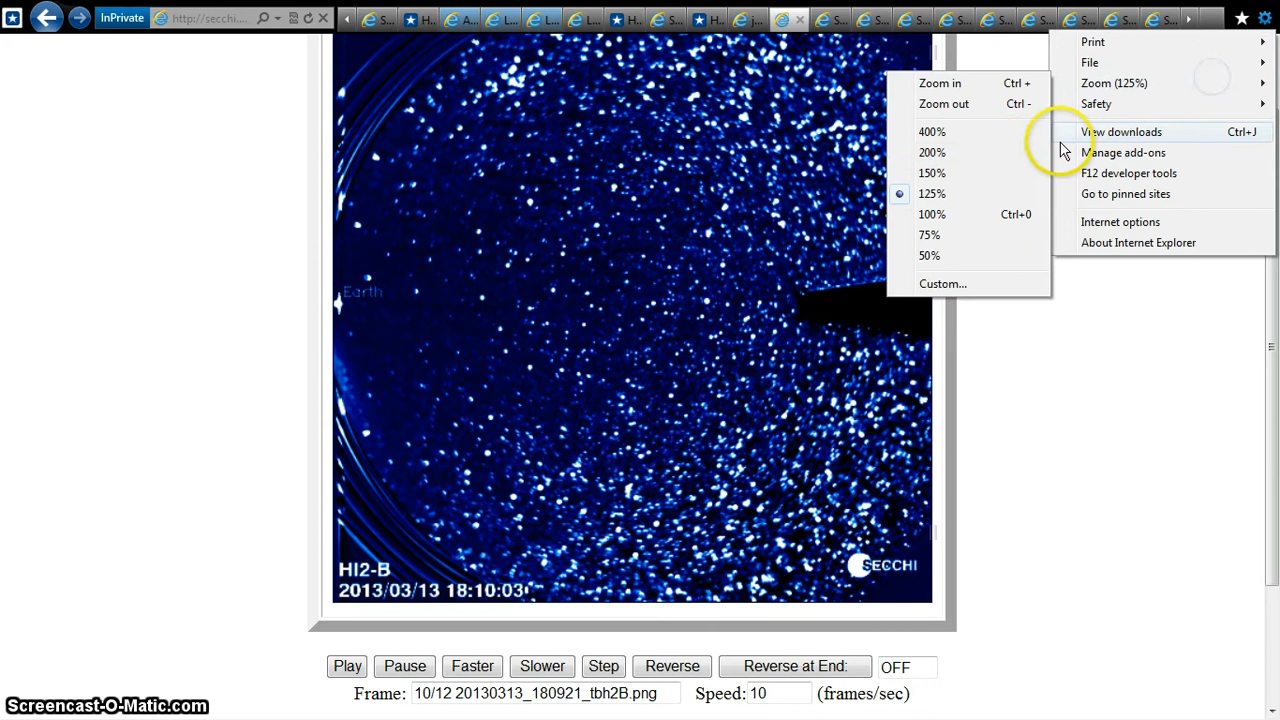 InPrivate http://secchi.
S... H... A... L... L... L... H... S... H... j... S... S... S... S... S... S... S... S... S...
Print
File
Zoom (125%)
Safety
View downloads Ctrl+J
Manage add-ons
F12 developer tools
Go to pinned sites
Internet options
About Internet Explorer
Zoom in Ctrl +
Zoom out Ctrl -
400%
200%
150%
125%
100% Ctrl+0
75%
50%
Custom...
Earth
HI2-B SECCHI
2013/03/13 18:10:03
Play Pause Faster Slower Step Reverse Reverse at End: OFF
Frame: 10/12 20130313_180921_tbh2B.png Speed: 10 (frames/sec)
Screencast-O-Matic.com